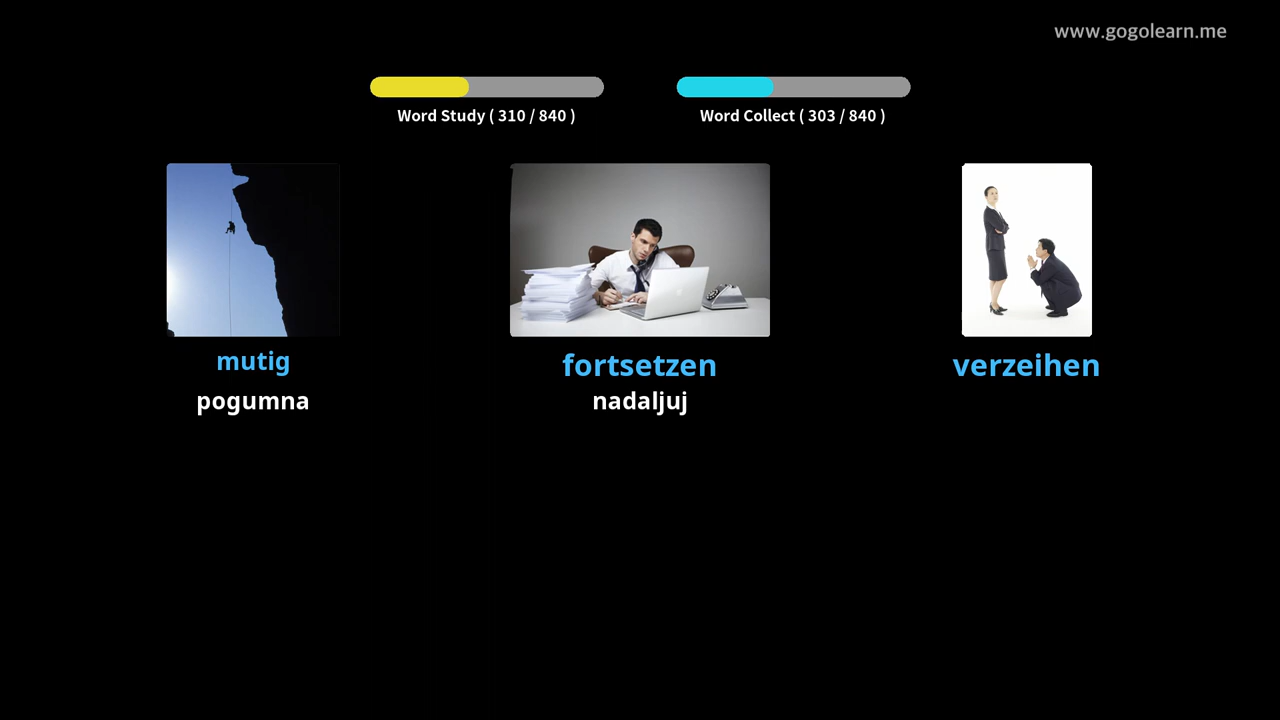 www.gogolearn.me
Word Study ( 310 / 840 )
Word Collect ( 303 / 840 )
mutig
fortsetzen
verzeihen
pogumna
nadaljuj